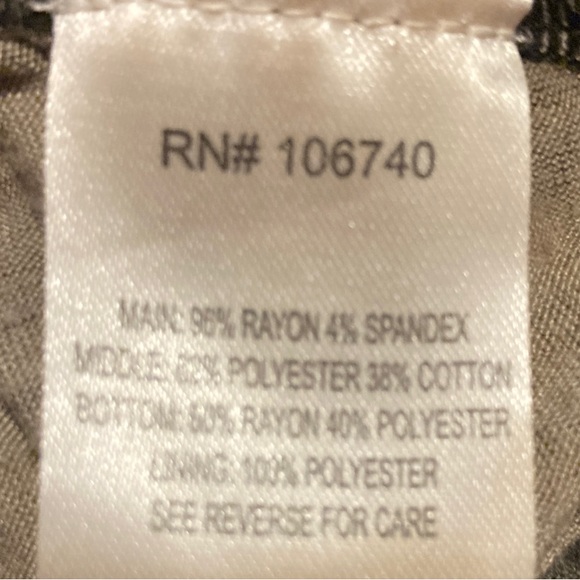 RN# 106740
MAIN: 96% RAYON 4% SPANDEX
MIDDLE: 62% POLYESTER 38% COTTON
BOTTOM: 60% RAYON 40% POLYESTER
LINING: 100% POLYESTER
SEE REVERSE FOR CARE